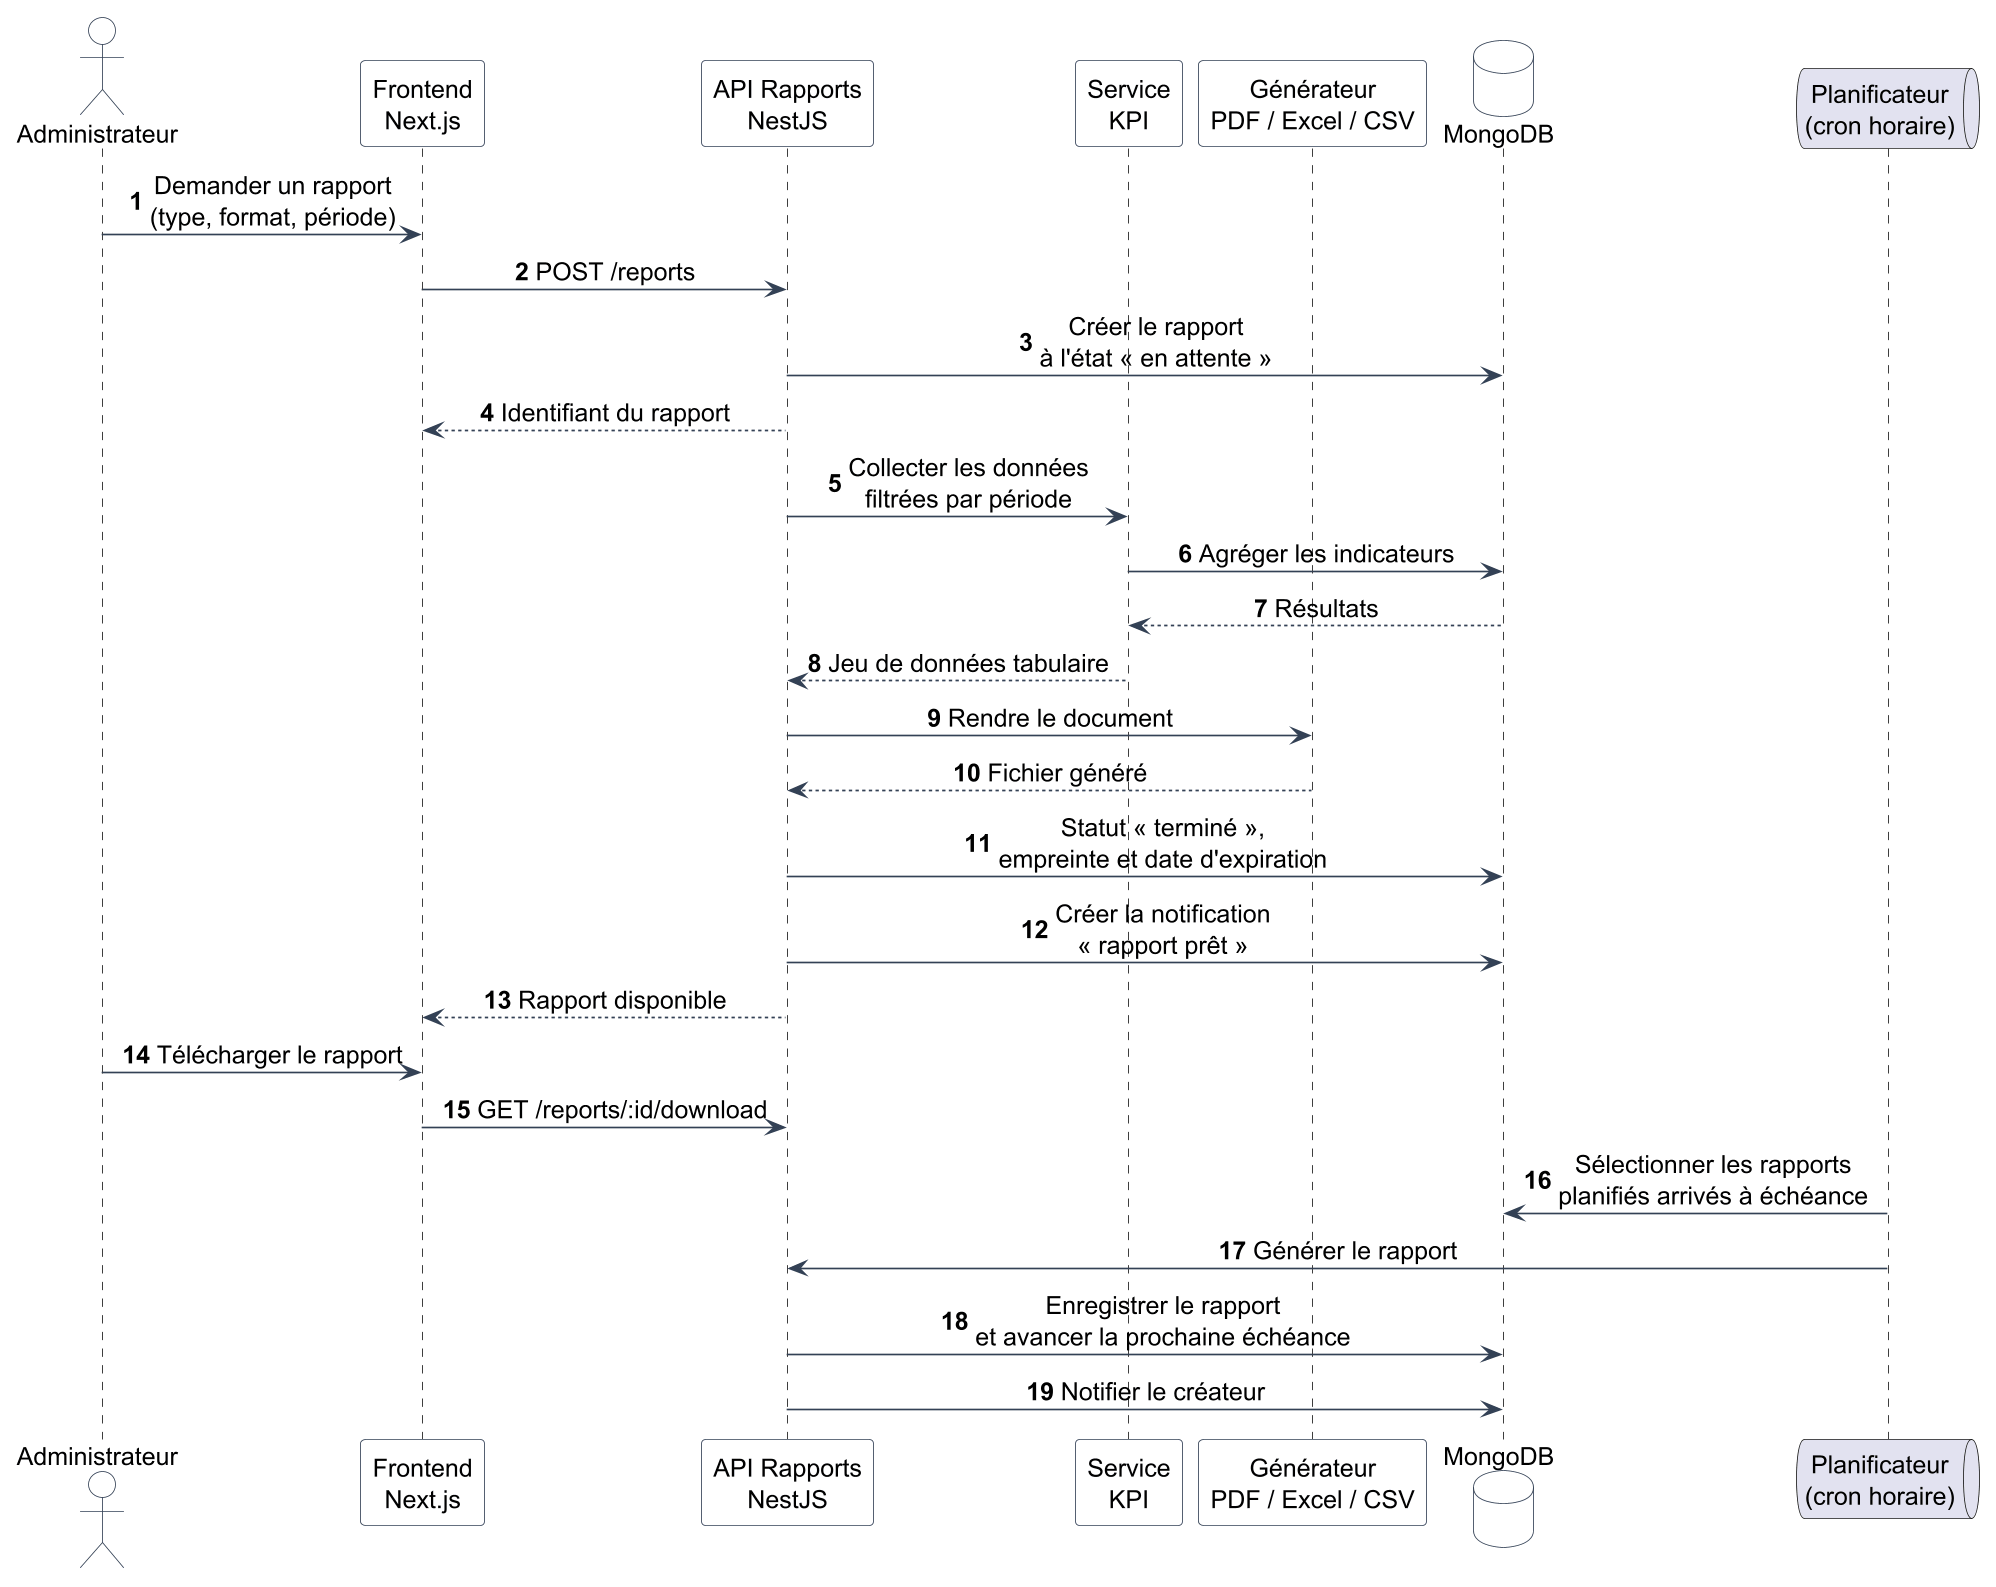 Administrateur
Frontend
Next.js
API Rapports
NestJS
Service
KPI
Générateur
PDF / Excel / CSV
MongoDB
Planificateur
(cron horaire)
1 Demander un rapport
(type, format, période)
2 POST /reports
3 Créer le rapport
à l'état « en attente »
4 Identifiant du rapport
5 Collecter les données
filtrées par période
6 Agréger les indicateurs
7 Résultats
8 Jeu de données tabulaire
9 Rendre le document
10 Fichier généré
11 Statut « terminé »,
empreinte et date d'expiration
12 Créer la notification
« rapport prêt »
13 Rapport disponible
14 Télécharger le rapport
15 GET /reports/:id/download
16 Sélectionner les rapports
planifiés arrivés à échéance
17 Générer le rapport
18 Enregistrer le rapport
et avancer la prochaine échéance
19 Notifier le créateur
Administrateur
Frontend
Next.js
API Rapports
NestJS
Service
KPI
Générateur
PDF / Excel / CSV
MongoDB
Planificateur
(cron horaire)